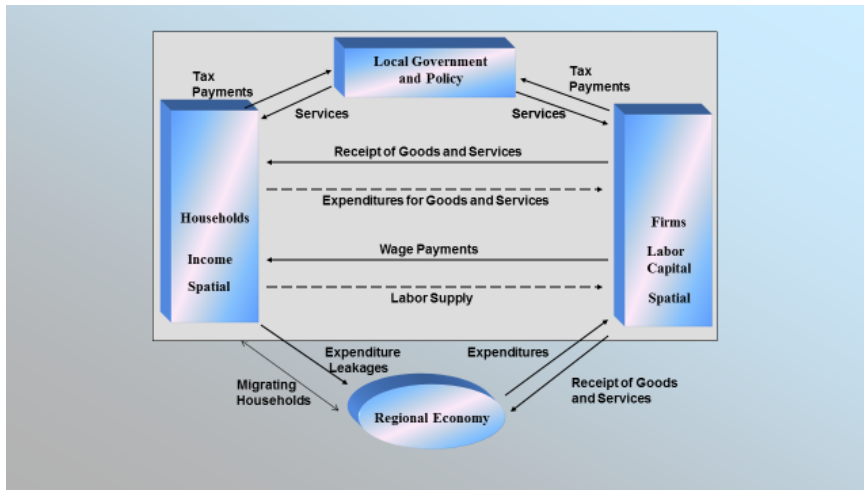 Local Government
and Policy
Tax
Payments
Tax
Payments
Services
Services
Receipt of Goods and Services
Expenditures for Goods and Services
Households
Income
Spatial
Firms
Labor
Capital
Spatial
Wage Payments
Labor Supply
Expenditure
Leakages
Expenditures
Migrating
Households
Receipt of Goods
and Services
Regional Economy